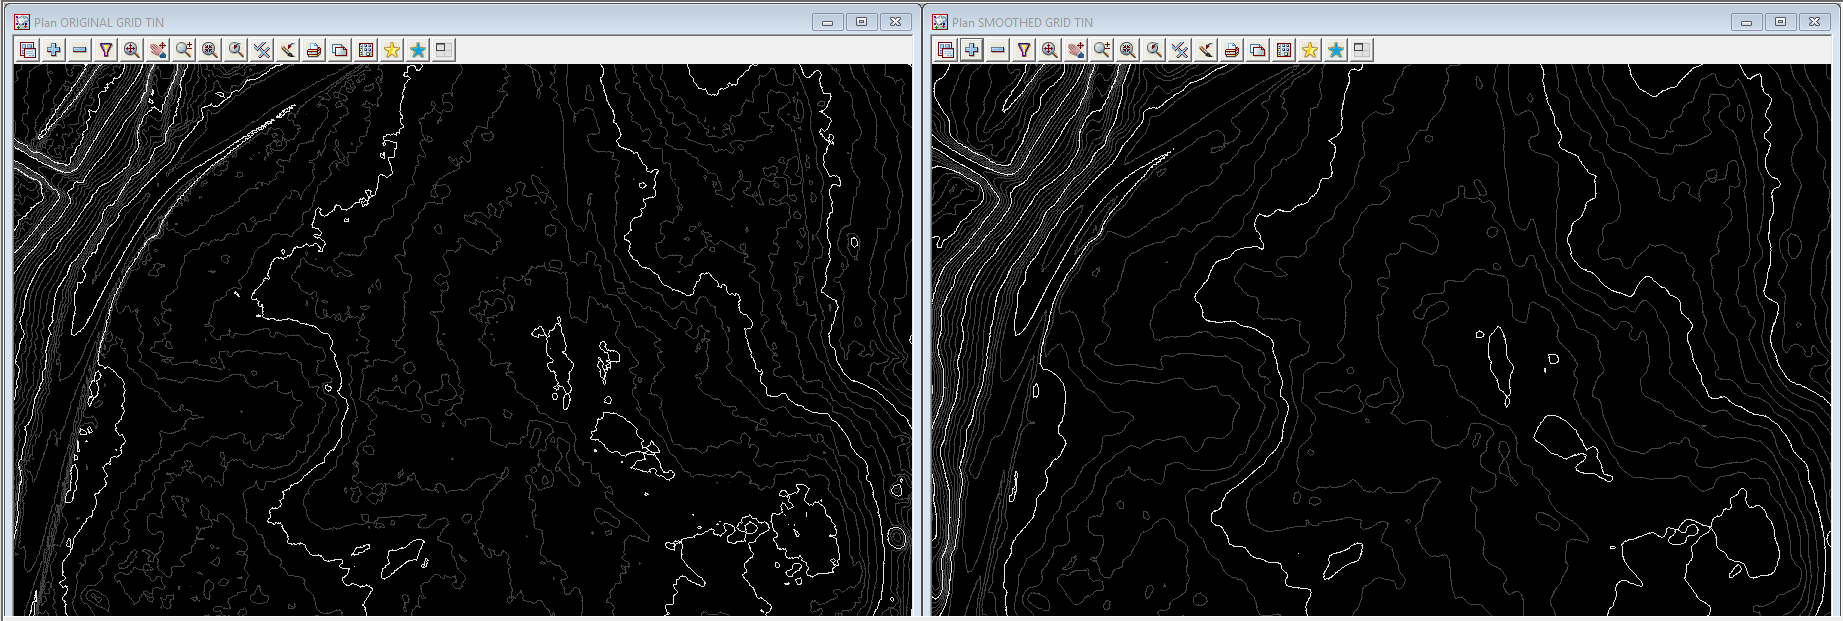 Plan ORIGINAL GRID TIN
Plan SMOOTHED GRID TIN